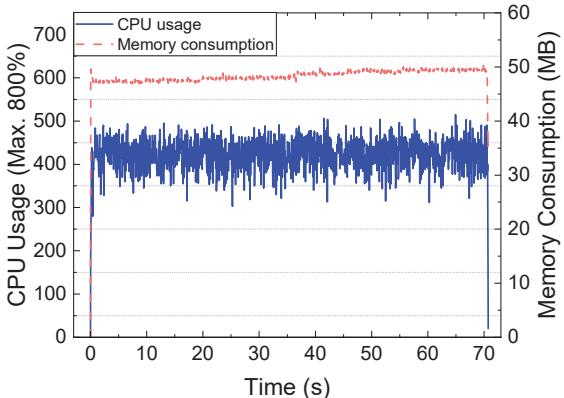 CPU usage
Memory consumption
700
600
500
400
300
200
100
0
60
50
40
30
20
10
0
0 10 20 30 40 50 60 70
CPU Usage (Max. 800%)
Memory Consumption (MB)
Time (s)